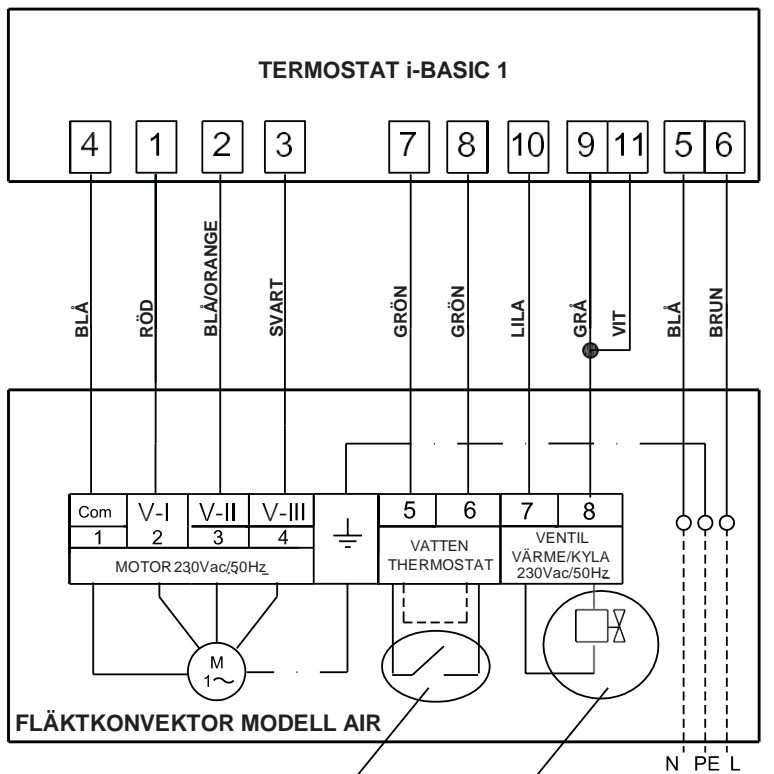 TERMOSTAT i-BASIC 1
4 1 2 3 7 8 10 9 11 5 6
BLÅ RÖD BLÅ/ORANGE SVART GRÖN GRÖN LILA GRÅ VIT BLÅ BRUN
Com V-I V-II V-III 5 6 7 8
1 2 3 4
MOTOR 230Vac/50Hz
VATTEN
THERMOSTAT
VENTIL
VÄRME/KYLA
230Vac/50Hz
M
1~
FLÄKTKONVEKTOR MODELL AIR
N PE L